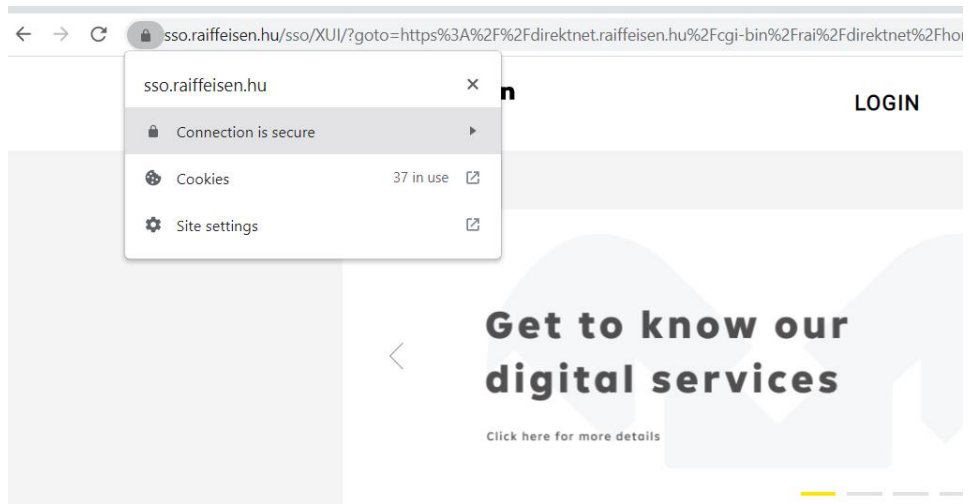 sso.raiffeisen.hu/sso/XUI/?goto=https%3A%2F%2Fdirektnet.raiffeisen.hu%2Fcgi-bin%2Frai%2Fdirektnet%2Fhor
sso.raiffeisen.hu
n
LOGIN
Connection is secure
Cookies 37 in use
Site settings
Get to know our
digital services
Click here for more details